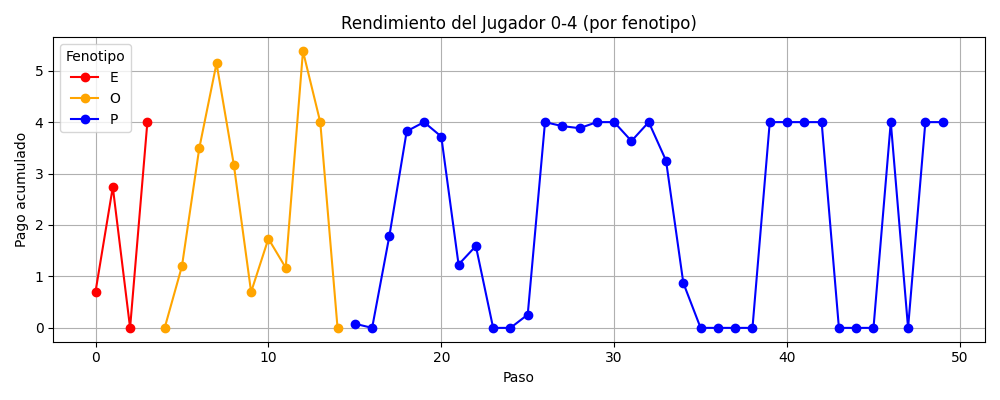 Rendimiento del Jugador 0-4 (por fenotipo)
Pago acumulado
5
4
3
2
1
0
Fenotipo
E
O
P
0 10 20 30 40 50
Paso